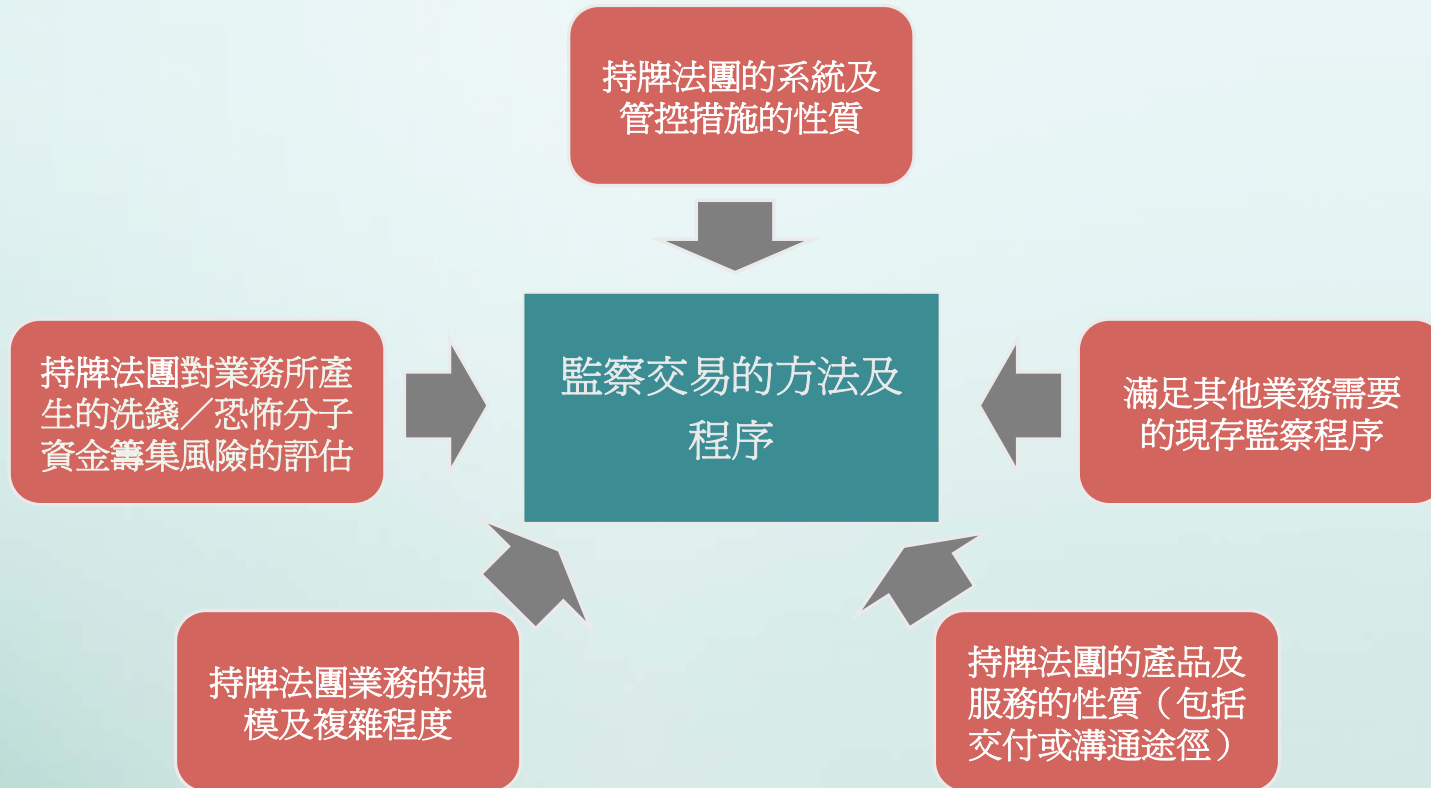 持牌法團的系統及
管控措施的性質
持牌法團對業務所產
生的洗錢／恐怖分子
資金籌集風險的評估
監察交易的方法及
程序
滿足其他業務需要
的現存監察程序
持牌法團業務的規
模及複雜程度
持牌法團的產品及
服務的性質（包括
交付或溝通途徑）